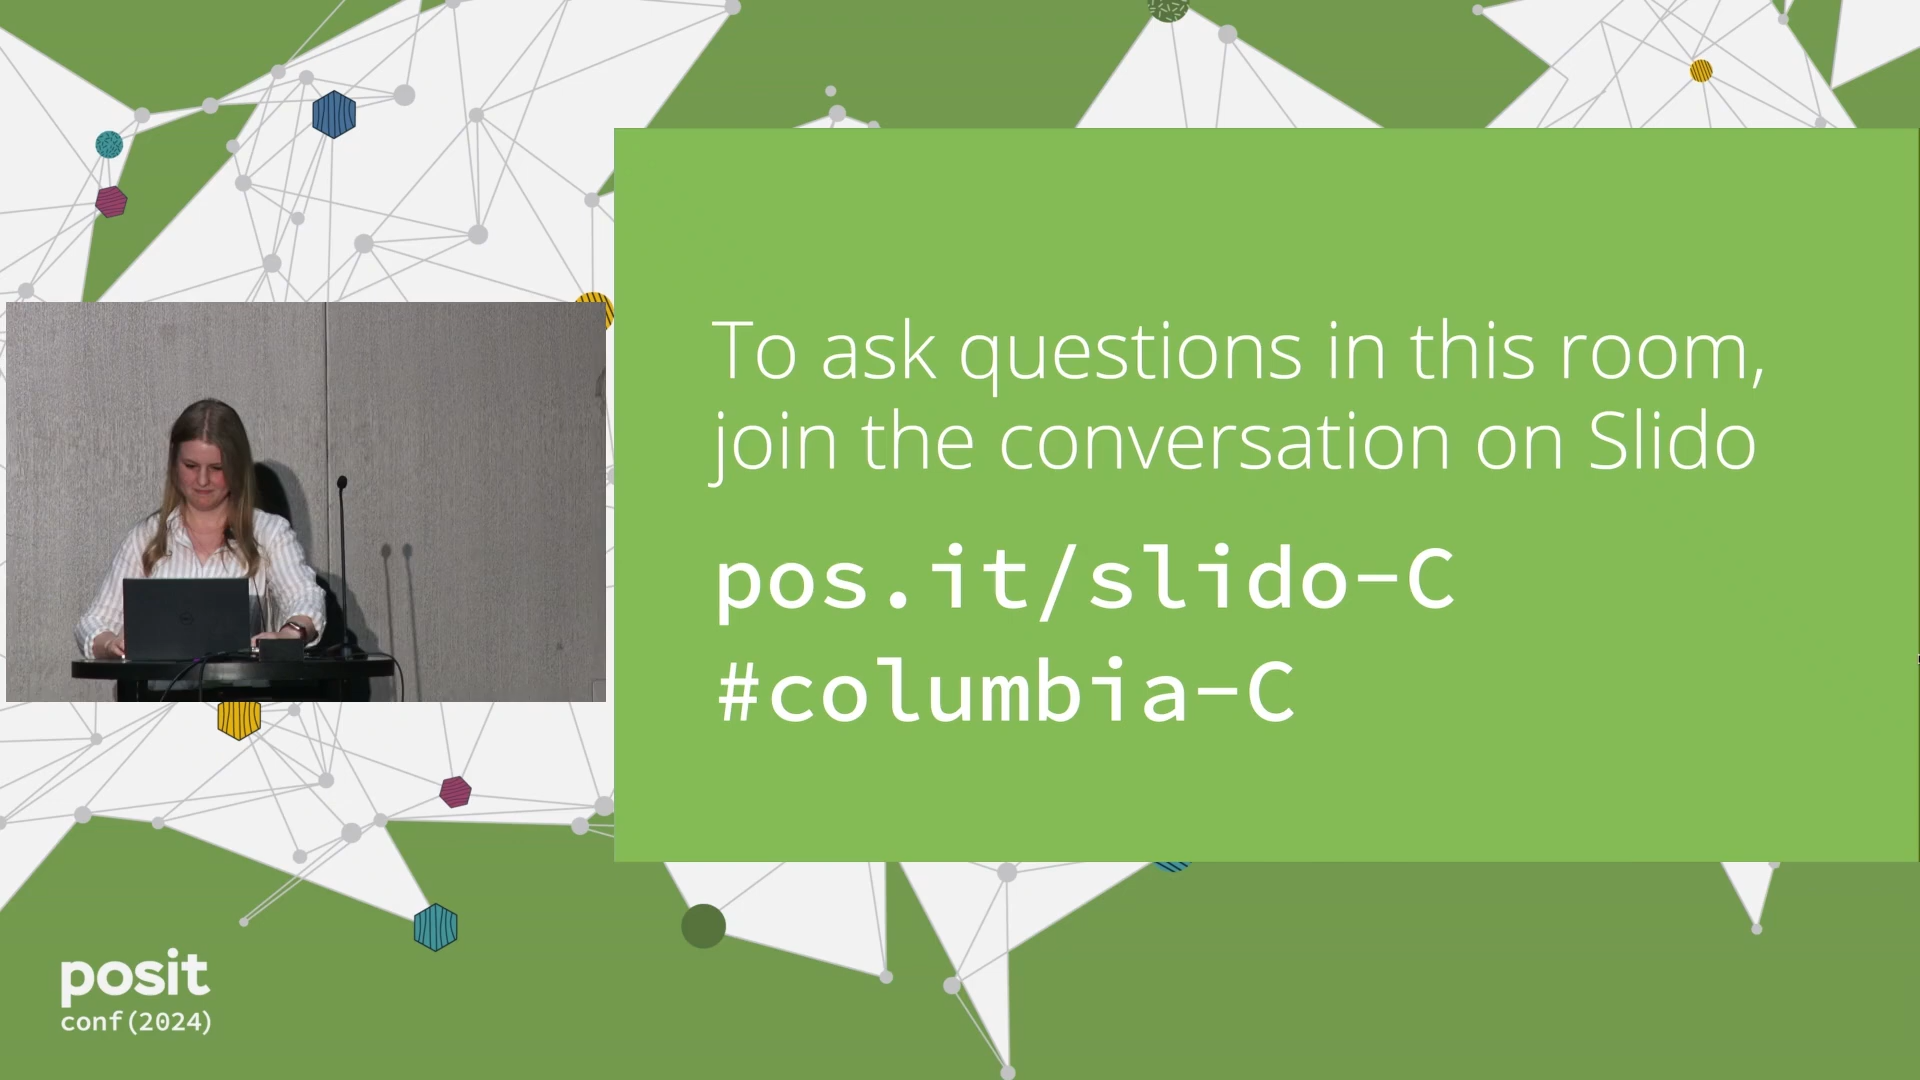 To ask questions in this room,
join the conversation on Slido
pos.it/slido-C
#columbia-C
posit
conf(2024)